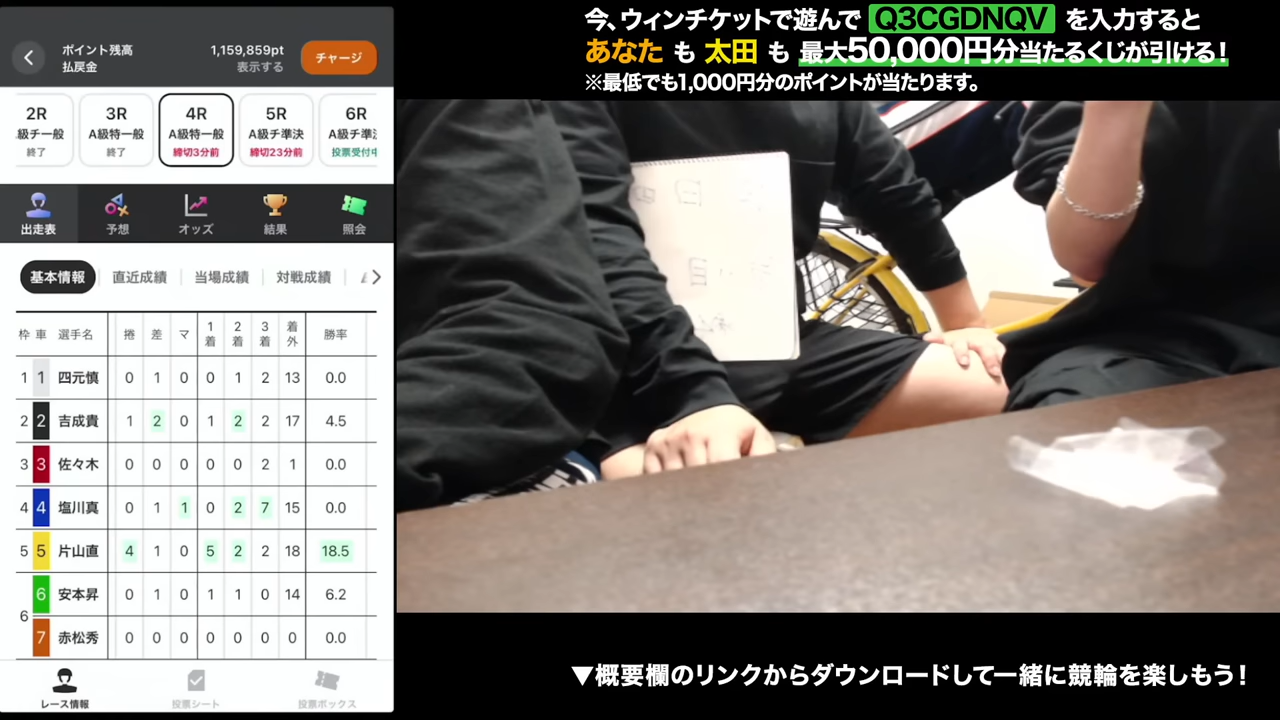 今、ウィンチケットで遊んで Q3CGDNQV を入力すると
あなた も 太田 も 最大50,000円分当たるくじが引ける!
※最低でも1,000円分のポイントが当たります。
ポイント残高 1,159,859pt
払戻金 表示する
チャージ
2R 3R 4R 5R 6R
級チ一般 A級特一般 A級特一般 A級チ準決 A級チ準決
終了 終了 締切3分前 締切23分前 投票受付中
出走表 予想 オッズ 結果 照会
基本情報 直近成績 当場成績 対戦成績
枠 車 選手名 捲 差 マ 1着 2着 3着 着外 勝率
1 1 四元慎 0 1 0 0 1 2 13 0.0
2 2 吉成貴 1 2 0 1 2 2 17 4.5
3 3 佐々木 0 0 0 0 0 2 1 0.0
4 4 塩川真 0 1 1 0 2 7 15 0.0
5 5 片山直 4 1 0 5 2 2 18 18.5
6 6 安本昇 0 1 0 1 1 0 14 6.2
7 赤松秀 0 0 0 0 0 0 0 0.0
レース情報 投票シート 投票ボックス
▼概要欄のリンクからダウンロードして一緒に競輪を楽しもう!